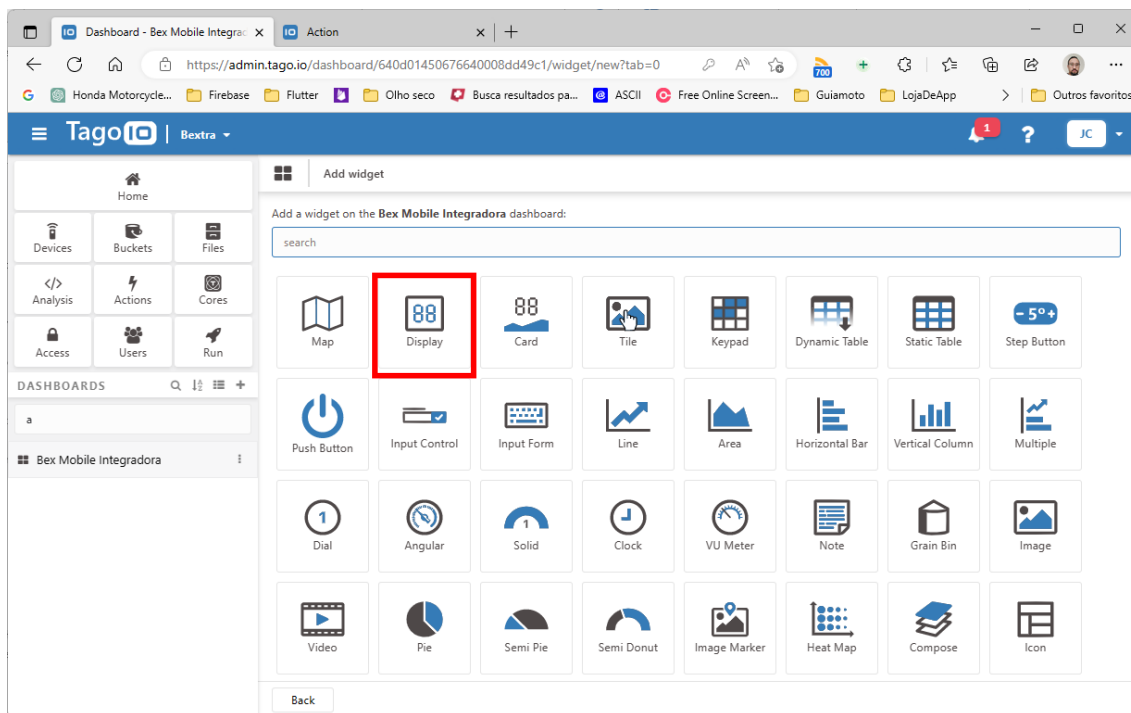 Dashboard - Bex Mobile Integrac
Action
https://admin.tago.io/dashboard/640d01450676640008dd49c1/widget/new?tab=0
700
Honda Motorcycle...
Firebase
Flutter
Olho seco
Busca resultados pa...
ASCII
Free Online Screen...
Guiamoto
LojaDeApp
Outros favoritos
TagoIO | Bextra
1
?
JC
Home
Add widget
Add a widget on the Bex Mobile Integradora dashboard:
search
Devices Buckets Files
Analysis Actions Cores
Access Users Run
DASHBOARDS
a
Bex Mobile Integradora
88 88 - 5° +
Map Display Card Tile Keypad Dynamic Table Static Table Step Button
Push Button Input Control Input Form Line Area Horizontal Bar Vertical Column Multiple
1 1
Dial Angular Solid Clock VU Meter Note Grain Bin Image
Video Pie Semi Pie Semi Donut Image Marker Heat Map Compose Icon
Back